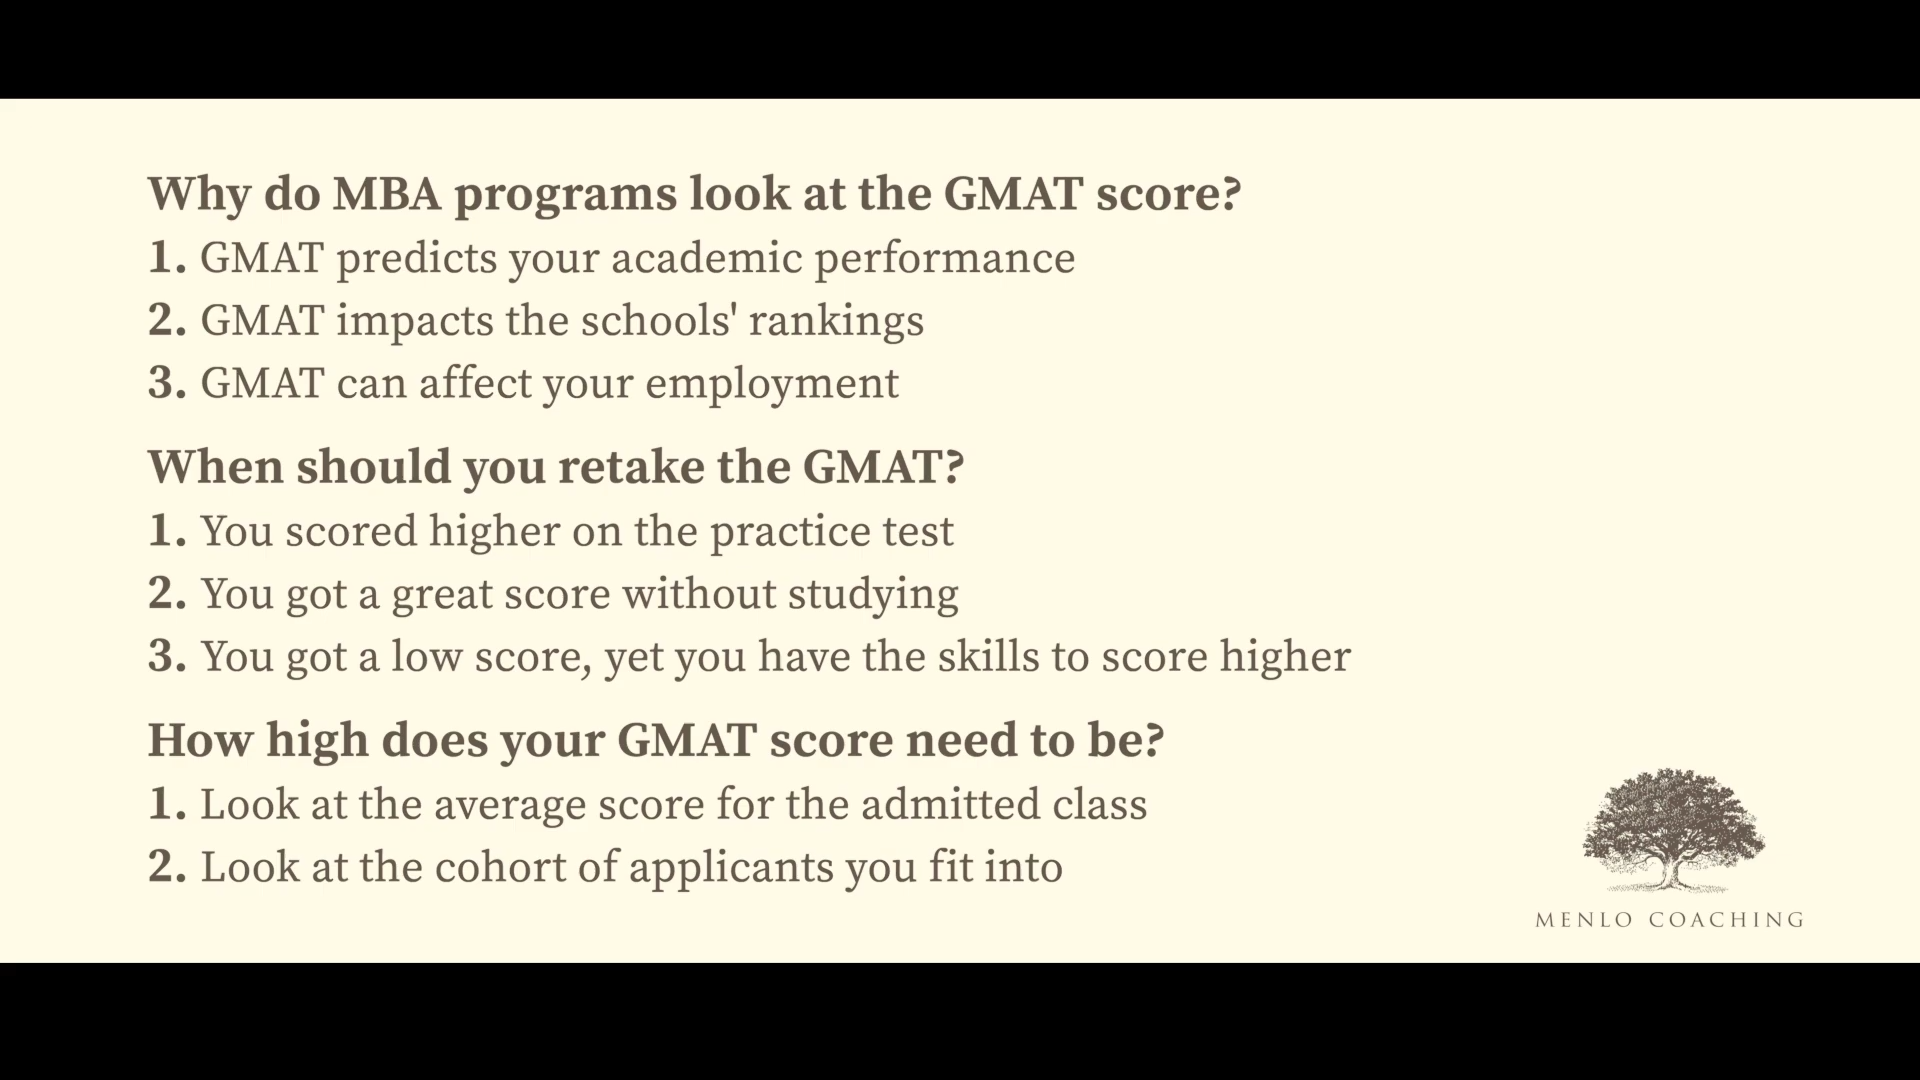 Why do MBA programs look at the GMAT score?
1. GMAT predicts your academic performance
2. GMAT impacts the schools' rankings
3. GMAT can affect your employment
When should you retake the GMAT?
1. You scored higher on the practice test
2. You got a great score without studying
3. You got a low score, yet you have the skills to score higher
How high does your GMAT score need to be?
1. Look at the average score for the admitted class
2. Look at the cohort of applicants you fit into
MENLO COACHING